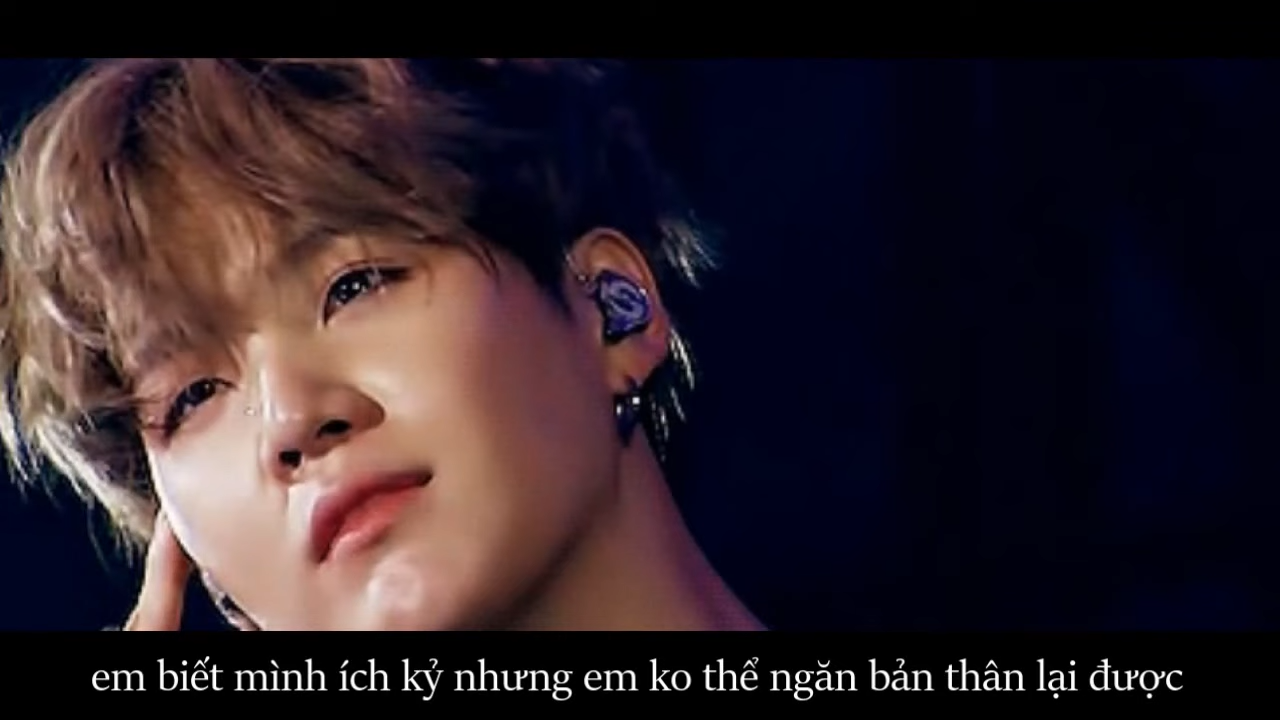 em biết mình ích kỷ nhưng em ko thể ngăn bản thân lại được